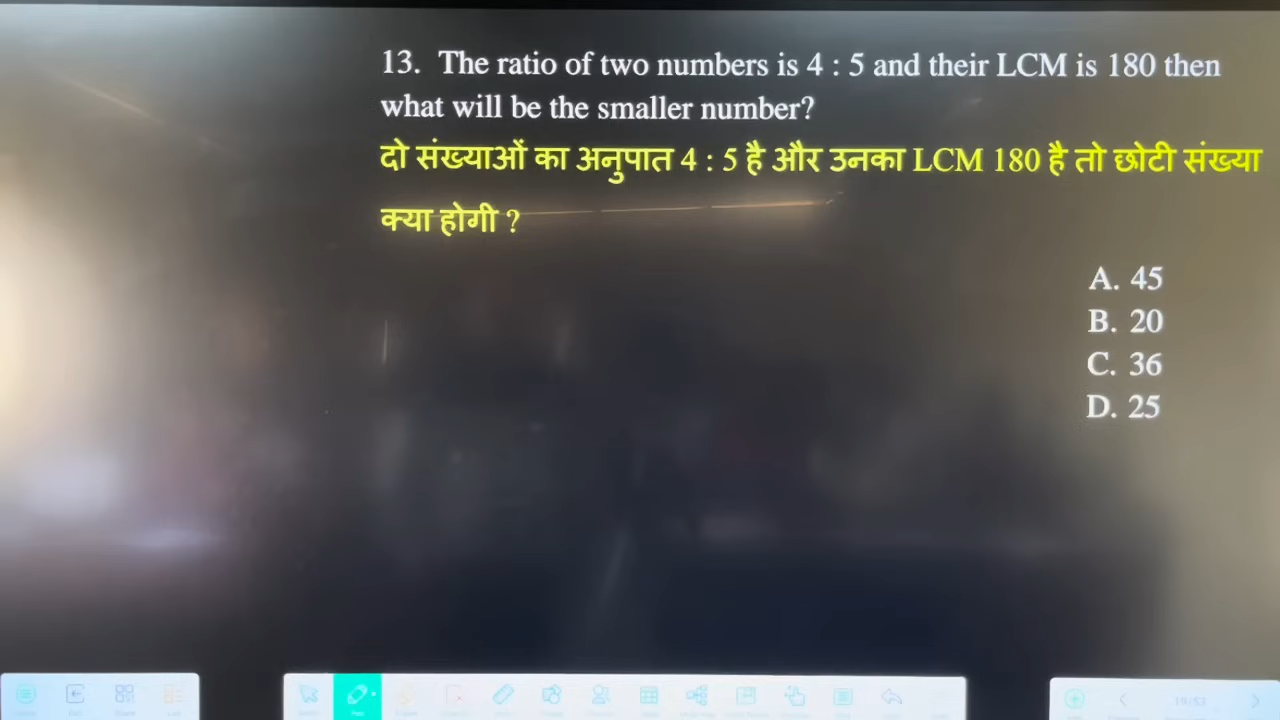 13. The ratio of two numbers is 4 : 5 and their LCM is 180 then
what will be the smaller number?
दो संख्याओं का अनुपात 4 : 5 है और उनका LCM 180 है तो छोटी संख्या
क्या होगी ?
A. 45
B. 20
C. 36
D. 25